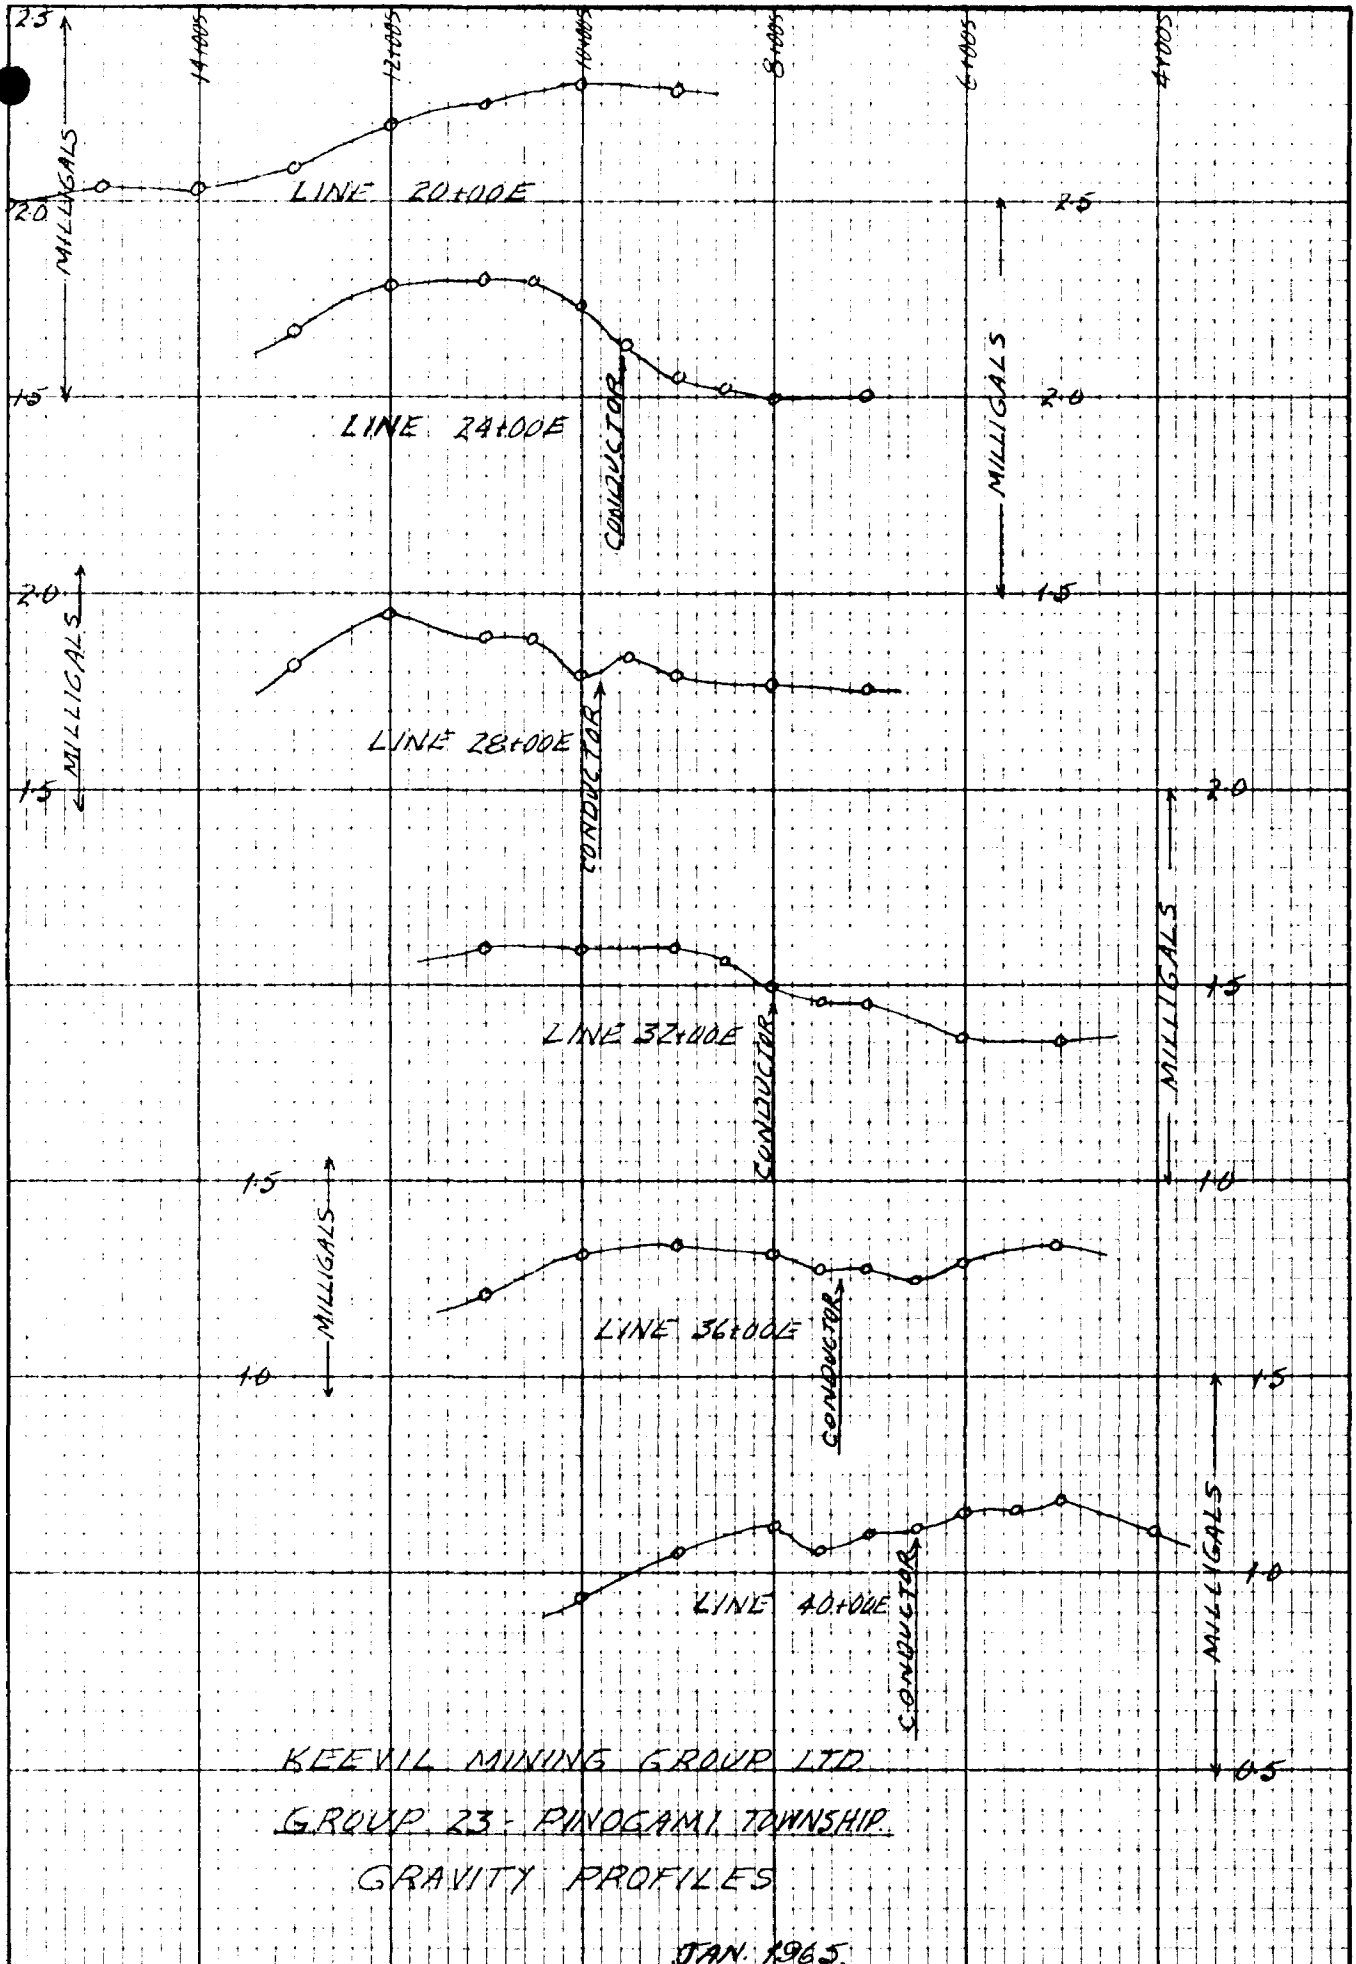 2.5
14+00S
12+00S
10+00S
8+00S
6+00S
4+00S
MILLIGALS
LINE 20+00E
2.0
2.5
1.5
MILLIGALS
2.0
LINE 24+00E
CONDUCTOR
1.5
2.0
MILLIGALS
LINE 28+00E
CONDUCTOR
1.5
2.0
MILLIGALS
1.5
LINE 32+00E
CONDUCTOR
1.0
1.5
MILLIGALS
LINE 36+00E
CONDUCTOR
1.0
1.5
MILLIGALS
1.0
LINE 40+00E
CONDUCTOR
0.5
KEEVIL MINING GROUP LTD.
GROUP 23 - PINOGAMI TOWNSHIP.
GRAVITY PROFILES
JAN. 1965.